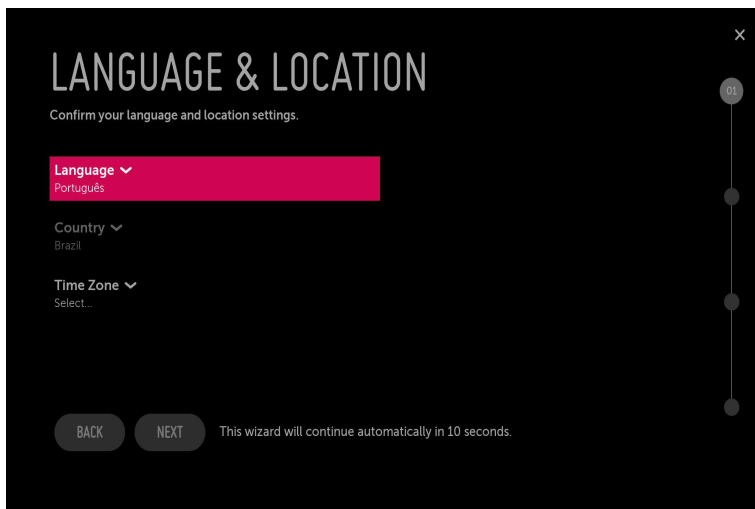 LANGUAGE & LOCATION
Confirm your language and location settings.
01
Language
Português
Country
Brazil
Time Zone
Select...
BACK
NEXT
This wizard will continue automatically in 10 seconds.